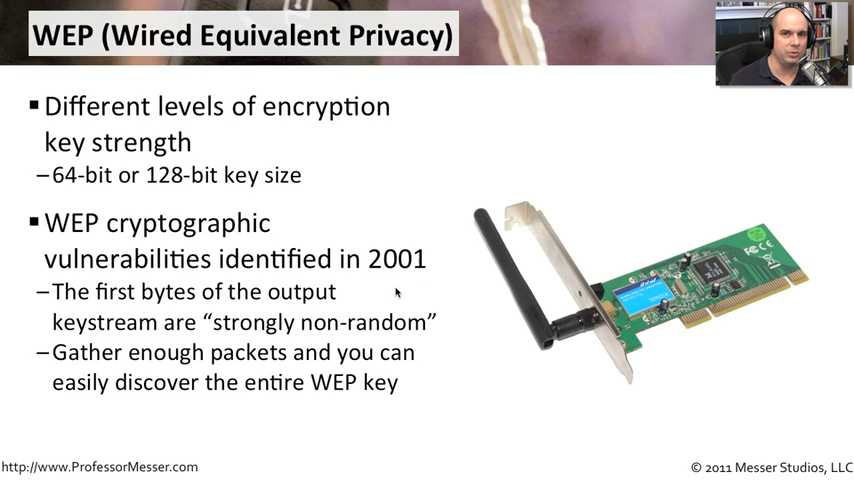 WEP (Wired Equivalent Privacy)
▪ Different levels of encryption
key strength
–64-bit or 128-bit key size
▪ WEP cryptographic
vulnerabilities identified in 2001
–The first bytes of the output
keystream are “strongly non-random”
–Gather enough packets and you can
easily discover the entire WEP key
http://www.ProfessorMesser.com
© 2011 Messer Studios, LLC